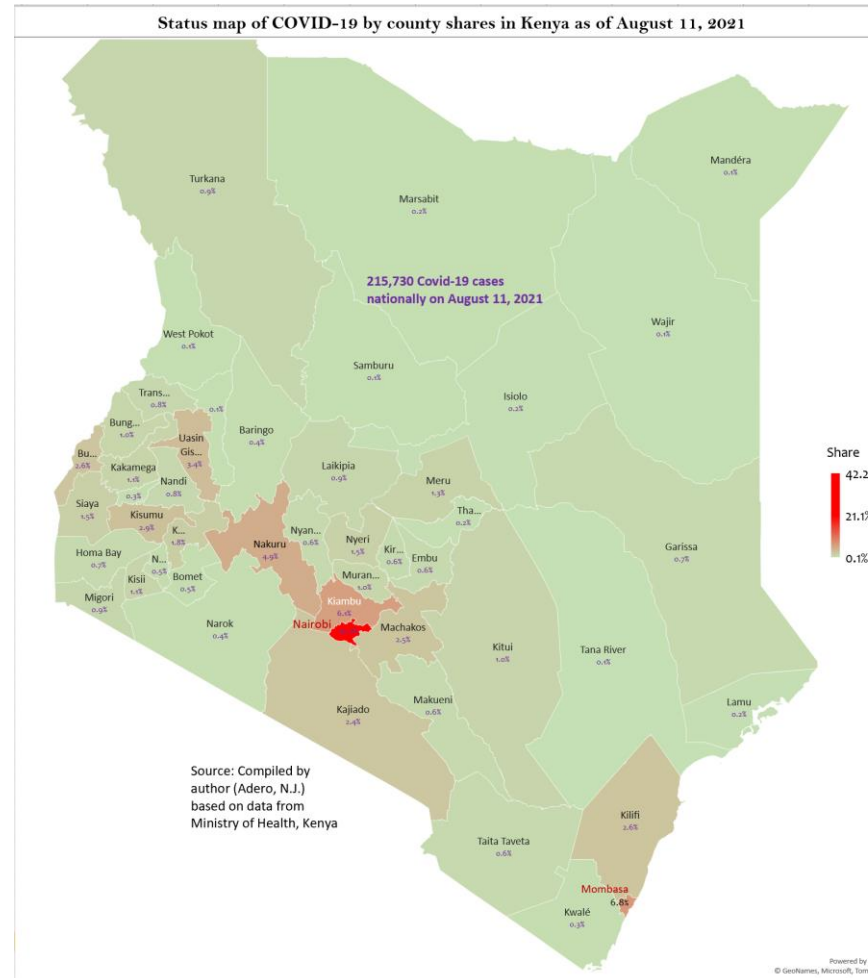 Status map of COVID-19 by county shares in Kenya as of August 11, 2021
Mandéra
0.1%
Turkana
0.9%
Marsabit
0.2%
215,730 Covid-19 cases
nationally on August 11, 2021
Wajir
0.1%
West Pokot
0.1%
Samburu
0.1%
Isiolo
0.2%
Trans...
0.8%
0.1%
Bung...
1.0%
Baringo
0.4%
Uasin
Gis...
3.4%
Bu...
2.6%
Kakamega
1.1%
Nandi
0.8%
0.3%
Laikipia
0.9%
Meru
1.3%
Tha...
0.2%
Share
42.2
21.1%
0.1%
Siaya
1.5%
Kisumu
2.9%
K...
1.8%
Nakuru
4.9%
Nyan...
0.6%
Nyeri
1.5%
Kir...
0.6%
Embu
0.6%
Garissa
0.7%
Homa Bay
0.7%
N...
0.5%
Kisii
1.1%
Bomet
0.5%
Muran...
1.0%
Migori
0.9%
Kiambu
6.1%
Narok
0.4%
Nairobi
Machakos
2.5%
Kitui
1.0%
Tana River
0.1%
Kajiado
2.4%
Makueni
0.6%
Lamu
0.2%
Source: Compiled by
author (Adero, N.J.)
based on data from
Ministry of Health, Kenya
Kilifi
2.6%
Taita Taveta
0.6%
Mombasa
6.8%
Kwalé
0.3%
Powered by
© GeoNames, Microsoft, Tom